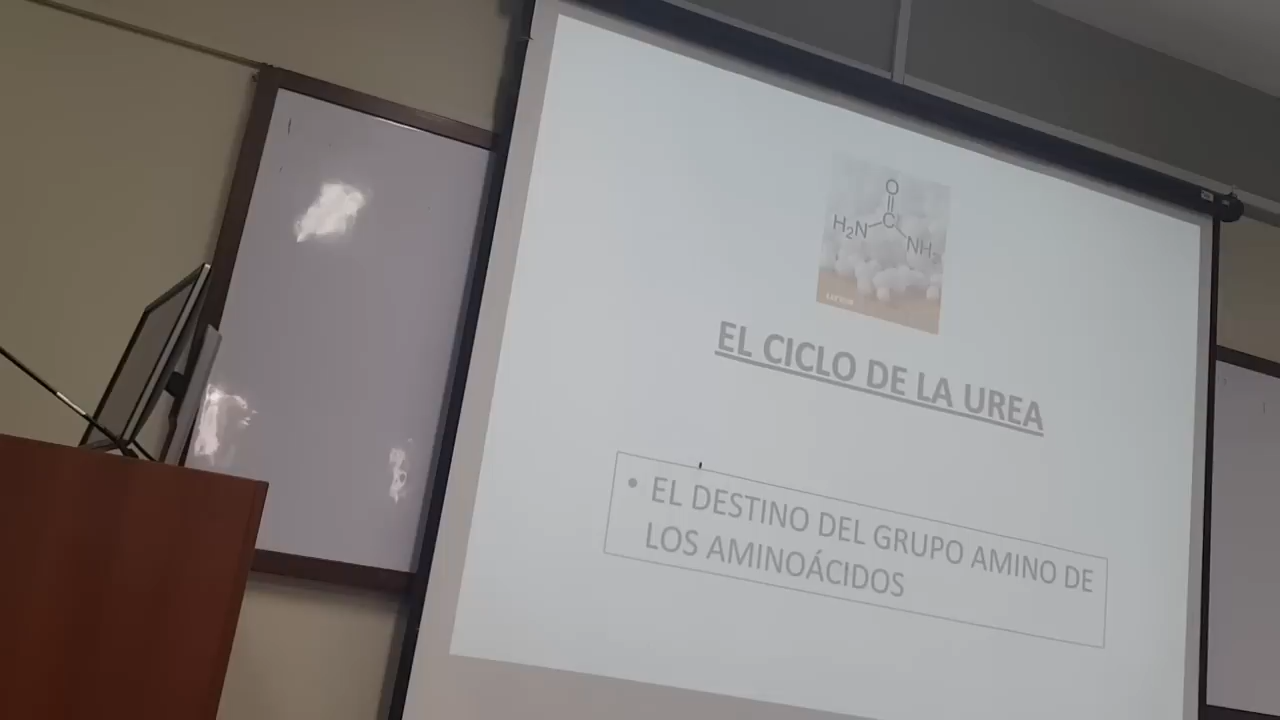 O
H₂N C NH₂
EL CICLO DE LA UREA
• EL DESTINO DEL GRUPO AMINO DE
LOS AMINOÁCIDOS